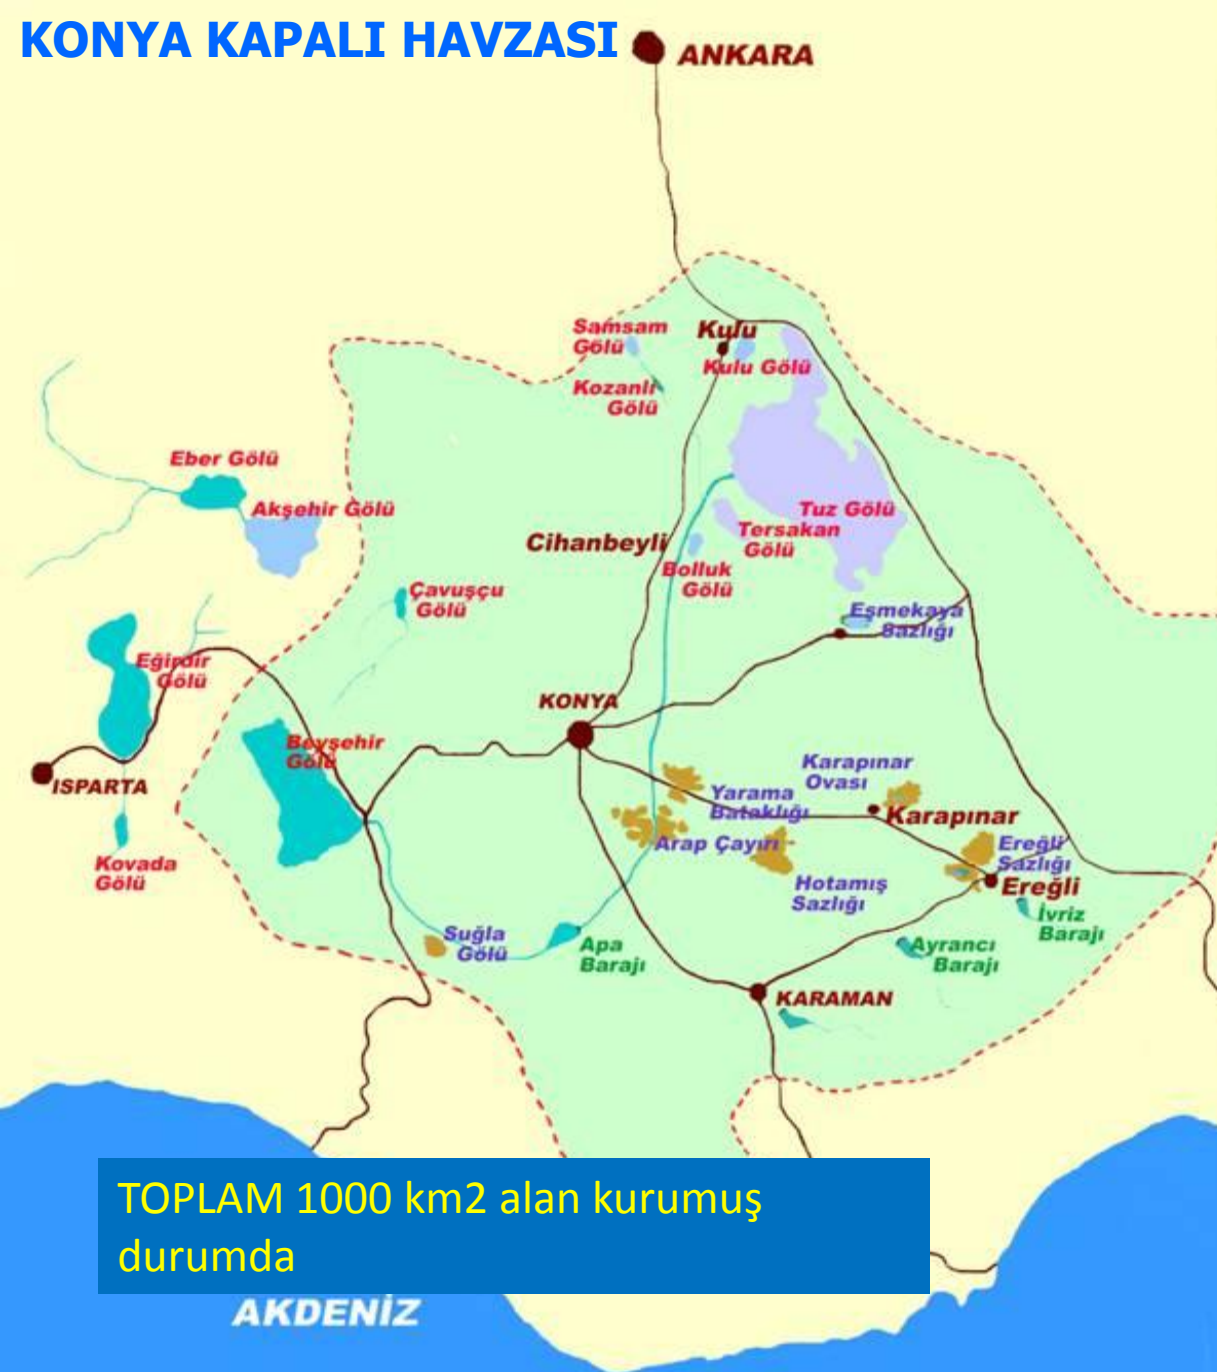 KONYA KAPALI HAVZASI
ANKARA
Samsam
Gölü
Kulu
Kulu Gölü
Kozanlı
Gölü
Eber Gölü
Akşehir Gölü
Tuz Gölü
Tersakan
Gölü
Cihanbeyli
Bolluk
Gölü
Çavuşçu
Gölü
Eşmekaya
Sazlığı
Eğirdir
Gölü
KONYA
Beyşehir
Gölü
ISPARTA
Karapınar
Ovası
Yarama
Bataklığı
Karapınar
Arap Çayırı
Ereğli
Sazlığı
Kovada
Gölü
Hotamış
Sazlığı
Ereğli
İvriz
Barajı
Suğla
Gölü
Apa
Barajı
Ayrancı
Barajı
KARAMAN
TOPLAM 1000 km2 alan kurumuş
durumda
AKDENİZ